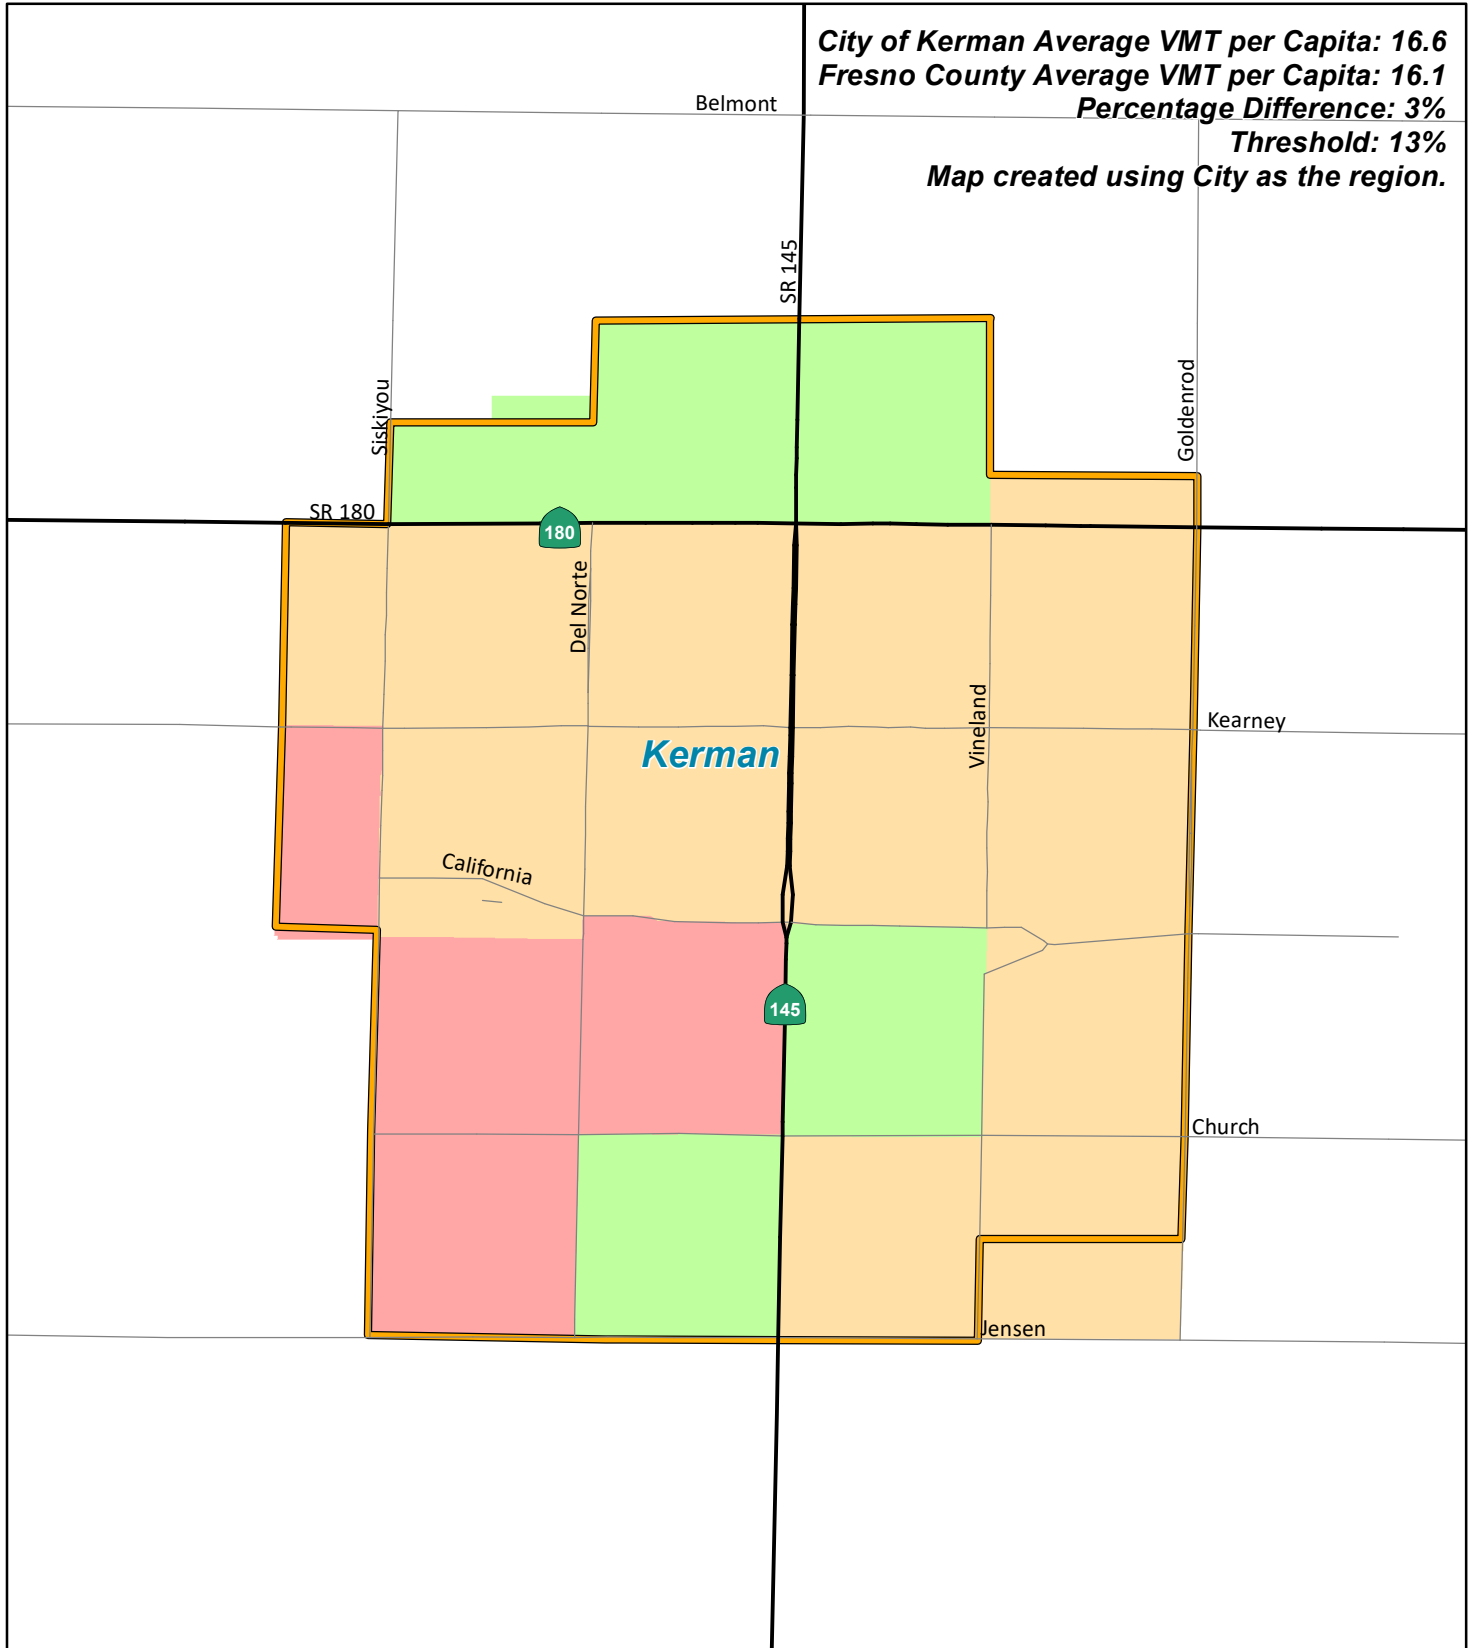 City of Kerman Average VMT per Capita: 16.6
Fresno County Average VMT per Capita: 16.1
Percentage Difference: 3%
Threshold: 13%
Map created using City as the region.
Belmont
SR 145
Siskiyou
Goldenrod
SR 180
180
Del Norte
Vineland
Kearney
Kerman
California
145
Church
Jensen